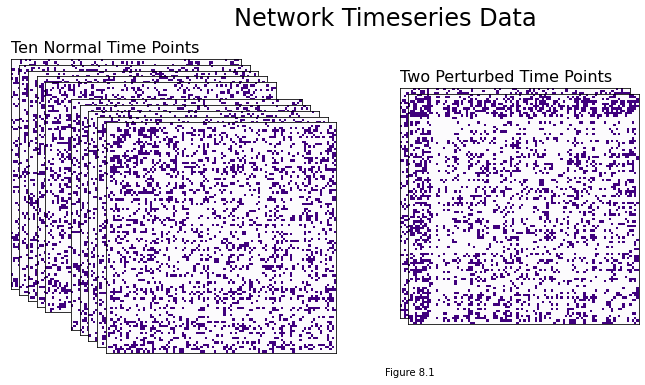 Network Timeseries Data
Ten Normal Time Points
Two Perturbed Time Points
Figure 8.1